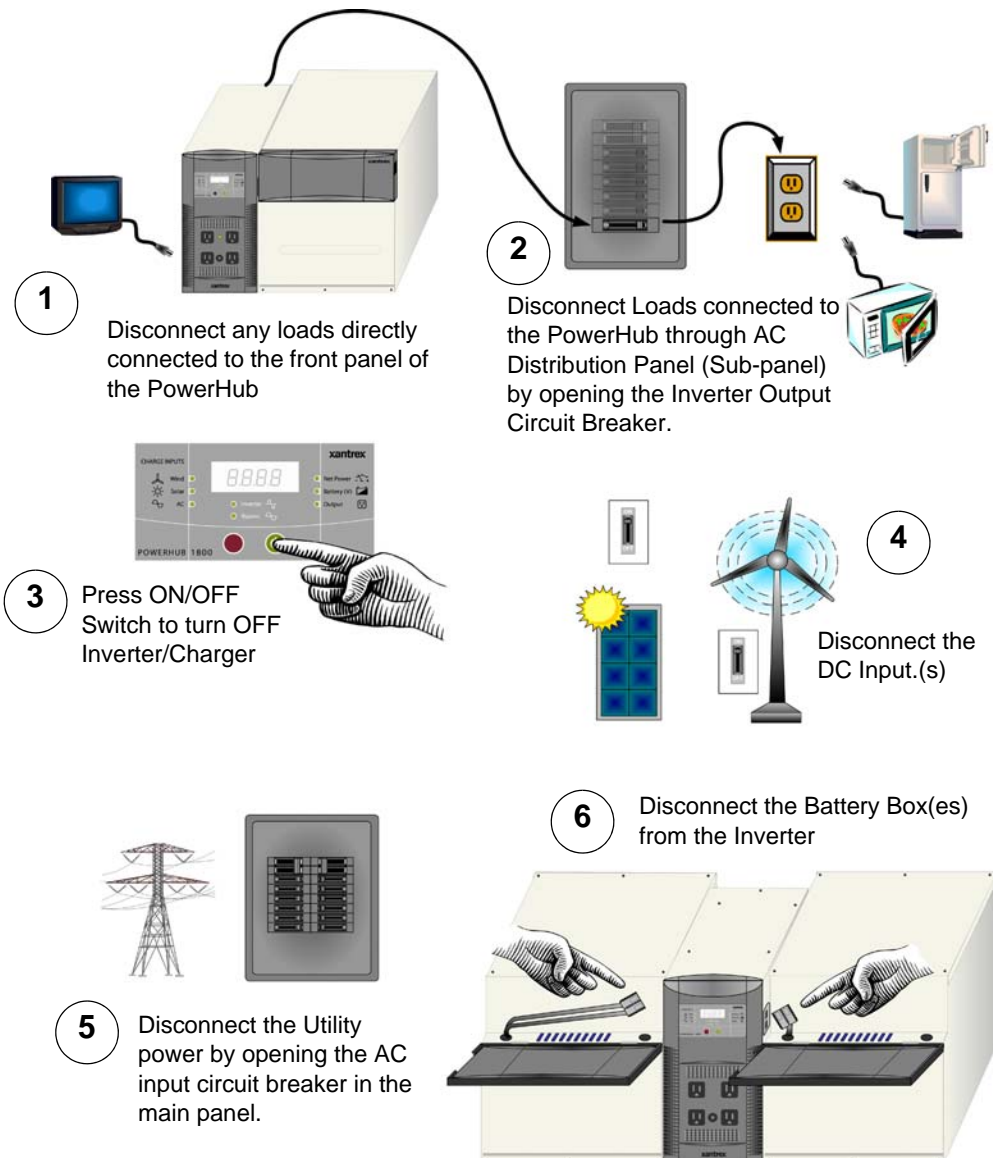 xantrex
xantrex
1
Disconnect any loads directly
connected to the front panel of
the PowerHub
2
Disconnect Loads connected to
the PowerHub through AC
Distribution Panel (Sub-panel)
by opening the Inverter Output
Circuit Breaker.
CHARGE INPUTS
xantrex
Wind
Solar
AC
8888
Inverter
Bypass
Net Power
Battery (V)
Output
POWERHUB 1800
3
Press ON/OFF
Switch to turn OFF
Inverter/Charger
OFF
4
Disconnect the
DC Input.(s)
5
Disconnect the Utility
power by opening the AC
input circuit breaker in the
main panel.
6
Disconnect the Battery Box(es)
from the Inverter
xantrex